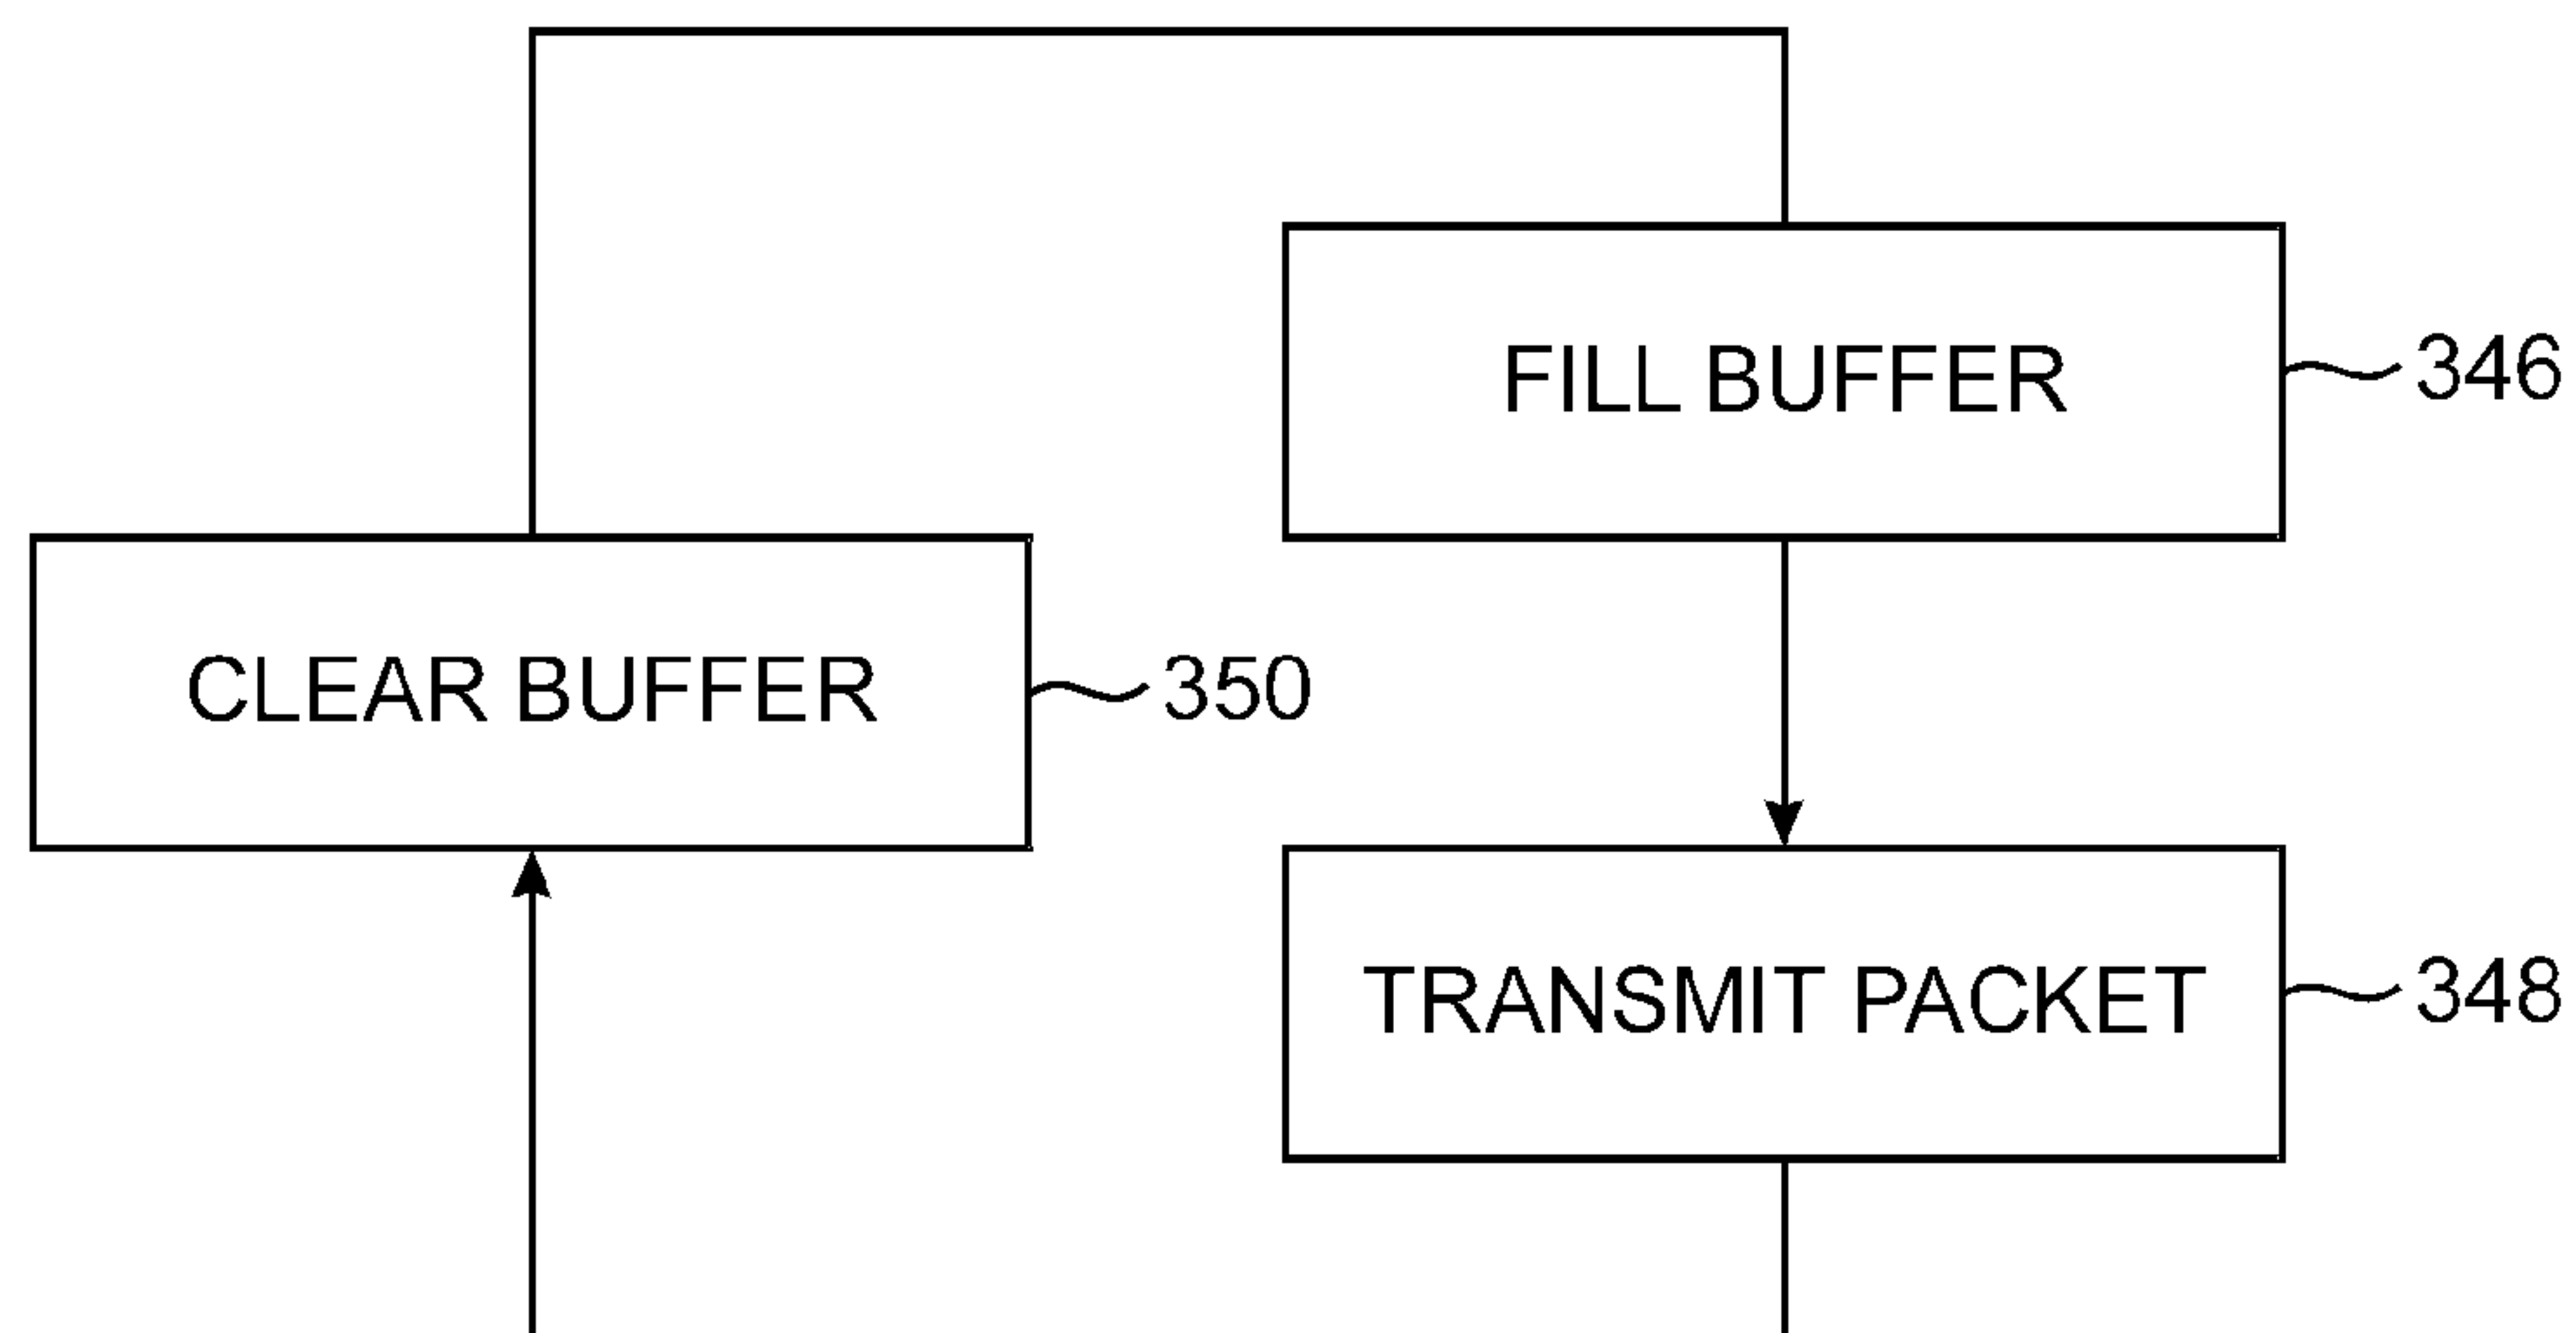 FILL BUFFER
346
CLEAR BUFFER
350
TRANSMIT PACKET
348